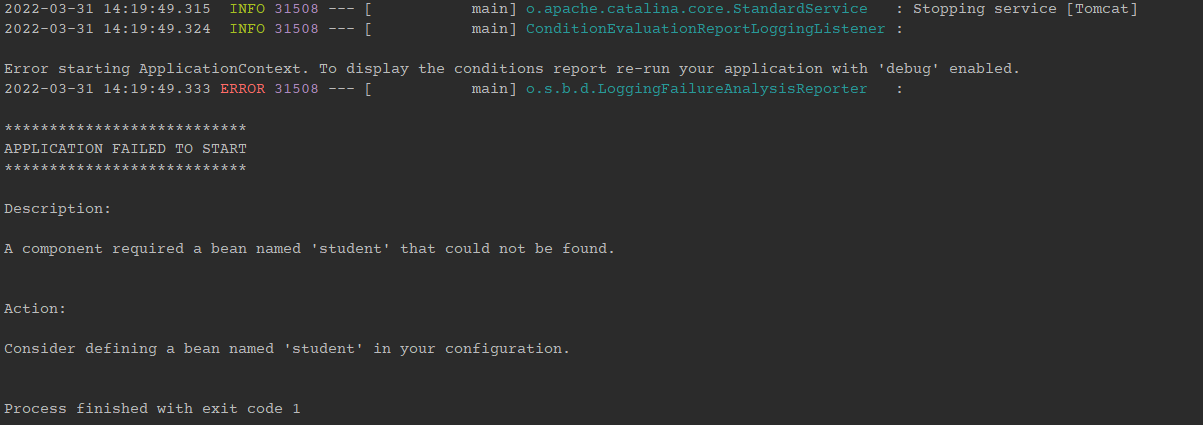 2022-03-31 14:19:49.315  INFO 31508 --- [           main] o.apache.catalina.core.StandardService   : Stopping service [Tomcat]
2022-03-31 14:19:49.324  INFO 31508 --- [           main] ConditionEvaluationReportLoggingListener :
Error starting ApplicationContext. To display the conditions report re-run your application with 'debug' enabled.
2022-03-31 14:19:49.333 ERROR 31508 --- [           main] o.s.b.d.LoggingFailureAnalysisReporter   :
***************************
APPLICATION FAILED TO START
***************************
Description:
A component required a bean named 'student' that could not be found.
Action:
Consider defining a bean named 'student' in your configuration.
Process finished with exit code 1